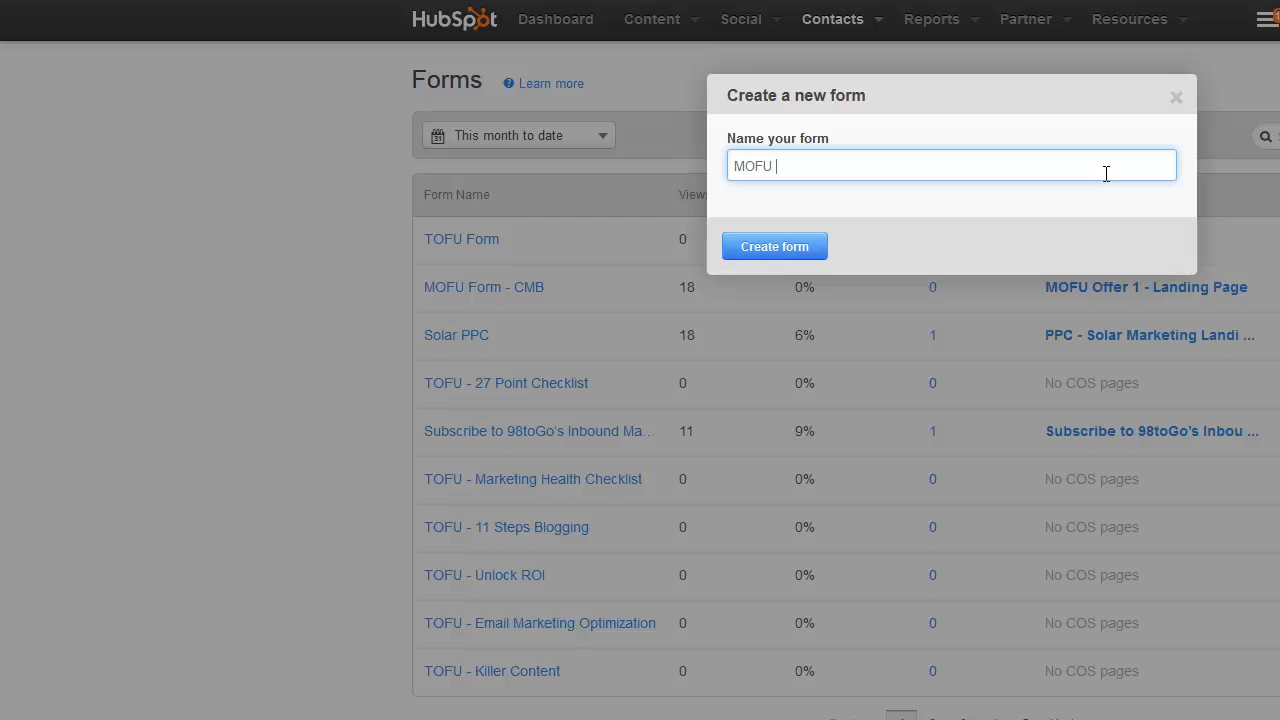 HubSpot Dashboard Content Social Contacts Reports Partner Resources
Forms Learn more
Create a new form
This month to date
Name your form
MOFU
Form Name Views
Create form
TOFU Form 0
MOFU Form - CMB 18 0% 0 MOFU Offer 1 - Landing Page
Solar PPC 18 6% 1 PPC - Solar Marketing Landi ...
TOFU - 27 Point Checklist 0 0% 0 No COS pages
Subscribe to 98toGo's Inbound Ma... 11 9% 1 Subscribe to 98toGo's Inbou ...
TOFU - Marketing Health Checklist 0 0% 0 No COS pages
TOFU - 11 Steps Blogging 0 0% 0 No COS pages
TOFU - Unlock ROI 0 0% 0 No COS pages
TOFU - Email Marketing Optimization 0 0% 0 No COS pages
TOFU - Killer Content 0 0% 0 No COS pages